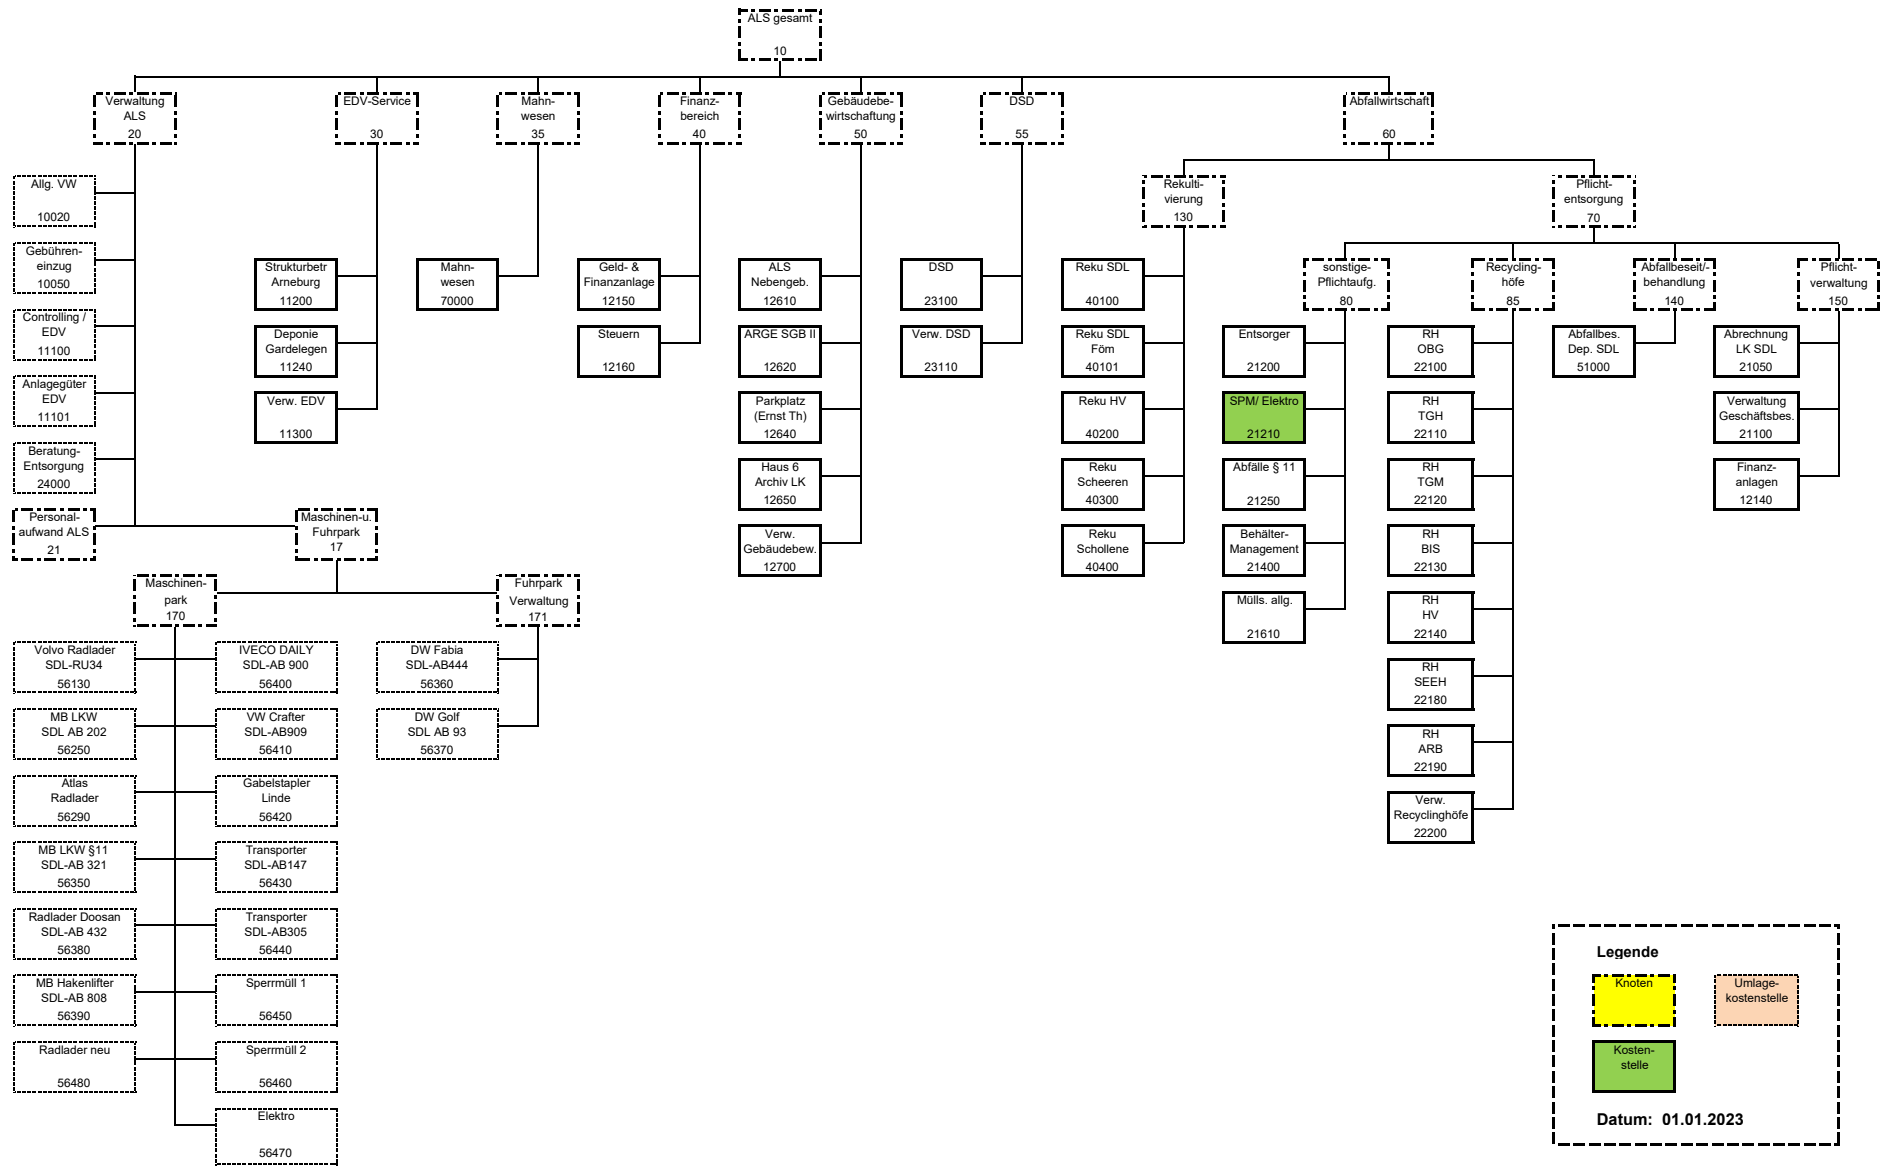 ALS gesamt
10
Verwaltung
ALS
20
EDV-Service
30
Mahn-
wesen
35
Finanz-
bereich
40
Gebäudebe-
wirtschaftung
50
DSD
55
Abfallwirtschaft
60
Allg. VW
10020
Gebühren-
einzug
10050
Controlling /
EDV
11100
Anlagegüter
EDV
11101
Beratung-
Entsorgung
24000
Personal-
aufwand ALS
21
Maschinen-u.
Fuhrpark
17
Maschinen-
park
170
Fuhrpark
Verwaltung
171
Volvo Radlader
SDL-RU34
56130
IVECO DAILY
SDL-AB 900
56400
DW Fabia
SDL-AB444
56360
MB LKW
SDL AB 202
56250
VW Crafter
SDL-AB909
56410
DW Golf
SDL AB 93
56370
Atlas
Radlader
56290
Gabelstapler
Linde
56420
MB LKW §11
SDL-AB 321
56350
Transporter
SDL-AB147
56430
Radlader Doosan
SDL-AB 432
56380
Transporter
SDL-AB305
56440
MB Hakenlifter
SDL-AB 808
56390
Sperrmüll 1
56450
Radlader neu
56480
Sperrmüll 2
56460
Elektro
56470
Strukturbetr
Arneburg
11200
Deponie
Gardelegen
11240
Verw. EDV
11300
Mahn-
wesen
70000
Geld- &
Finanzanlage
12150
Steuern
12160
ALS
Nebengeb.
12610
ARGE SGB II
12620
Parkplatz
(Ernst Th)
12640
Haus 6
Archiv LK
12650
Verw.
Gebäudebew.
12700
DSD
23100
Verw. DSD
23110
Rekulti-
vierung
130
Pflicht-
entsorgung
70
Reku SDL
40100
Reku SDL
Föm
40101
Reku HV
40200
Reku
Scheeren
40300
Reku
Schollene
40400
sonstige-
Pflichtaufg.
80
Recycling-
höfe
85
Abfallbeseit/-
behandlung
140
Pflicht-
verwaltung
150
Entsorger
21200
SPM/ Elektro
21210
Abfälle § 11
21250
Behälter-
Management
21400
Mülls. allg.
21610
RH
OBG
22100
RH
TGH
22110
RH
TGM
22120
RH
BIS
22130
RH
HV
22140
RH
SEEH
22180
RH
ARB
22190
Verw.
Recyclinghöfe
22200
Abfallbes.
Dep. SDL
51000
Abrechnung
LK SDL
21050
Verwaltung
Geschäftsbes.
21100
Finanz-
anlagen
12140
Legende
Knoten
Umlage-
kostenstelle
Kosten-
stelle
Datum: 01.01.2023